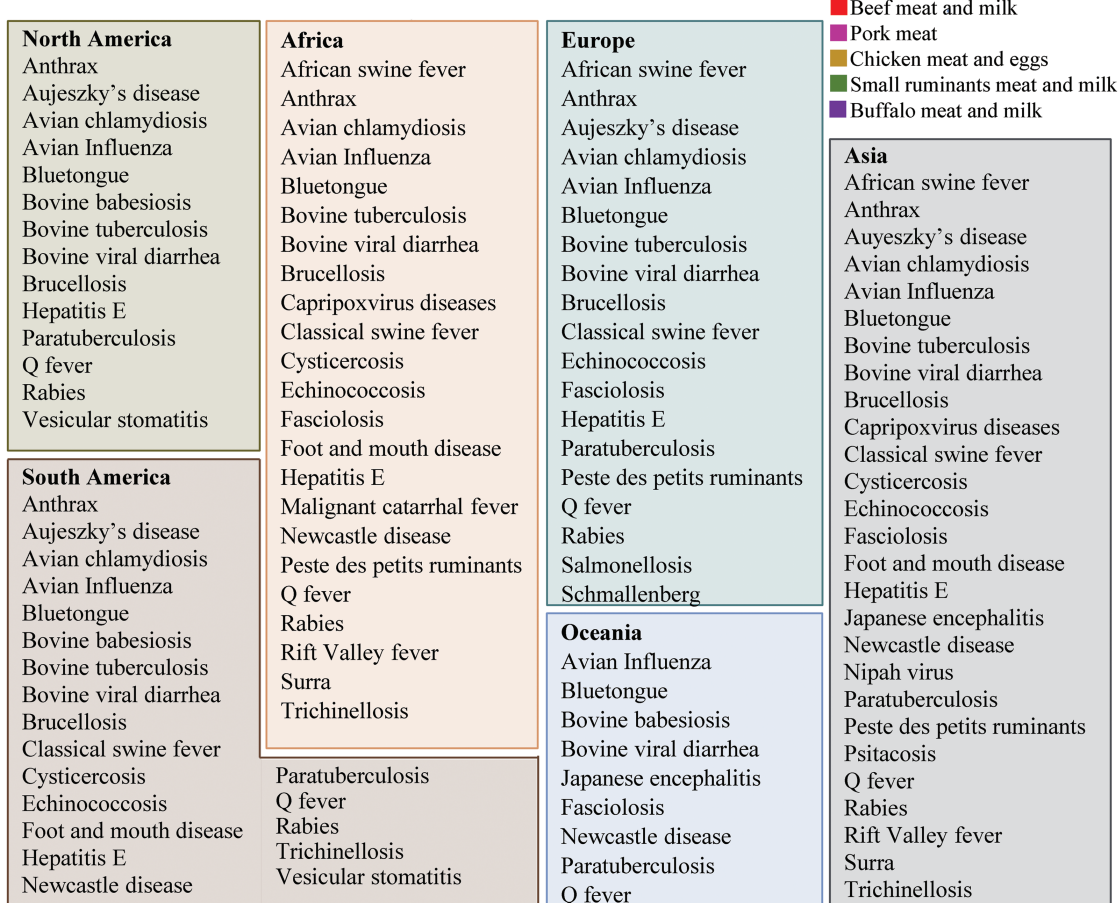 North America
Anthrax
Aujeszky’s disease
Avian chlamydiosis
Avian Influenza
Bluetongue
Bovine babesiosis
Bovine tuberculosis
Bovine viral diarrhea
Brucellosis
Hepatitis E
Paratuberculosis
Q fever
Rabies
Vesicular stomatitis
South America
Anthrax
Aujeszky’s disease
Avian chlamydiosis
Avian Influenza
Bluetongue
Bovine babesiosis
Bovine tuberculosis
Bovine viral diarrhea
Brucellosis
Classical swine fever
Cysticercosis
Echinococcosis
Foot and mouth disease
Hepatitis E
Newcastle disease
Paratuberculosis
Q fever
Rabies
Trichinellosis
Vesicular stomatitis
Africa
African swine fever
Anthrax
Avian chlamydiosis
Avian Influenza
Bluetongue
Bovine tuberculosis
Bovine viral diarrhea
Brucellosis
Capripoxvirus diseases
Classical swine fever
Cysticercosis
Echinococcosis
Fasciolosis
Foot and mouth disease
Hepatitis E
Malignant catarrhal fever
Newcastle disease
Peste des petits ruminants
Q fever
Rabies
Rift Valley fever
Surra
Trichinellosis
Europe
African swine fever
Anthrax
Aujeszky’s disease
Avian chlamydiosis
Avian Influenza
Bluetongue
Bovine tuberculosis
Bovine viral diarrhea
Brucellosis
Classical swine fever
Echinococcosis
Fasciolosis
Hepatitis E
Paratuberculosis
Peste des petits ruminants
Q fever
Rabies
Salmonellosis
Schmallenberg
Oceania
Avian Influenza
Bluetongue
Bovine babesiosis
Bovine viral diarrhea
Japanese encephalitis
Fasciolosis
Newcastle disease
Paratuberculosis
Q fever
Beef meat and milk
Pork meat
Chicken meat and eggs
Small ruminants meat and milk
Buffalo meat and milk
Asia
African swine fever
Anthrax
Auyeszky’s disease
Avian chlamydiosis
Avian Influenza
Bluetongue
Bovine tuberculosis
Bovine viral diarrhea
Brucellosis
Capripoxvirus diseases
Classical swine fever
Cysticercosis
Echinococcosis
Fasciolosis
Foot and mouth disease
Hepatitis E
Japanese encephalitis
Newcastle disease
Nipah virus
Paratuberculosis
Peste des petits ruminants
Psitacosis
Q fever
Rabies
Rift Valley fever
Surra
Trichinellosis